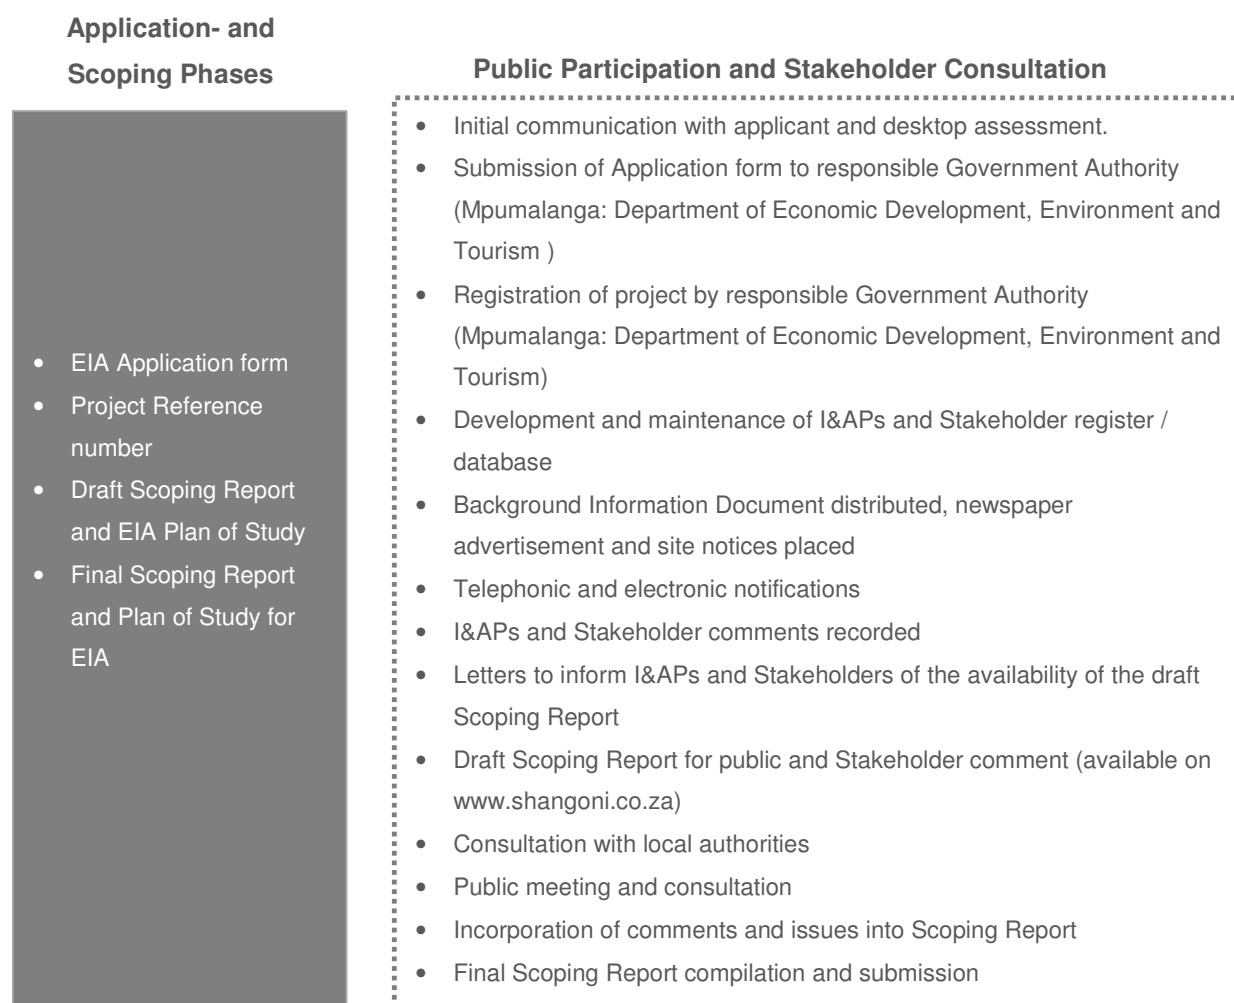 Application- and
Scoping Phases
Public Participation and Stakeholder Consultation
• EIA Application form
• Project Reference
number
• Draft Scoping Report
and EIA Plan of Study
• Final Scoping Report
and Plan of Study for
EIA
• Initial communication with applicant and desktop assessment.
• Submission of Application form to responsible Government Authority
(Mpumalanga: Department of Economic Development, Environment and
Tourism )
• Registration of project by responsible Government Authority
(Mpumalanga: Department of Economic Development, Environment and
Tourism)
• Development and maintenance of I&APs and Stakeholder register /
database
• Background Information Document distributed, newspaper
advertisement and site notices placed
• Telephonic and electronic notifications
• I&APs and Stakeholder comments recorded
• Letters to inform I&APs and Stakeholders of the availability of the draft
Scoping Report
• Draft Scoping Report for public and Stakeholder comment (available on
www.shangoni.co.za)
• Consultation with local authorities
• Public meeting and consultation
• Incorporation of comments and issues into Scoping Report
• Final Scoping Report compilation and submission